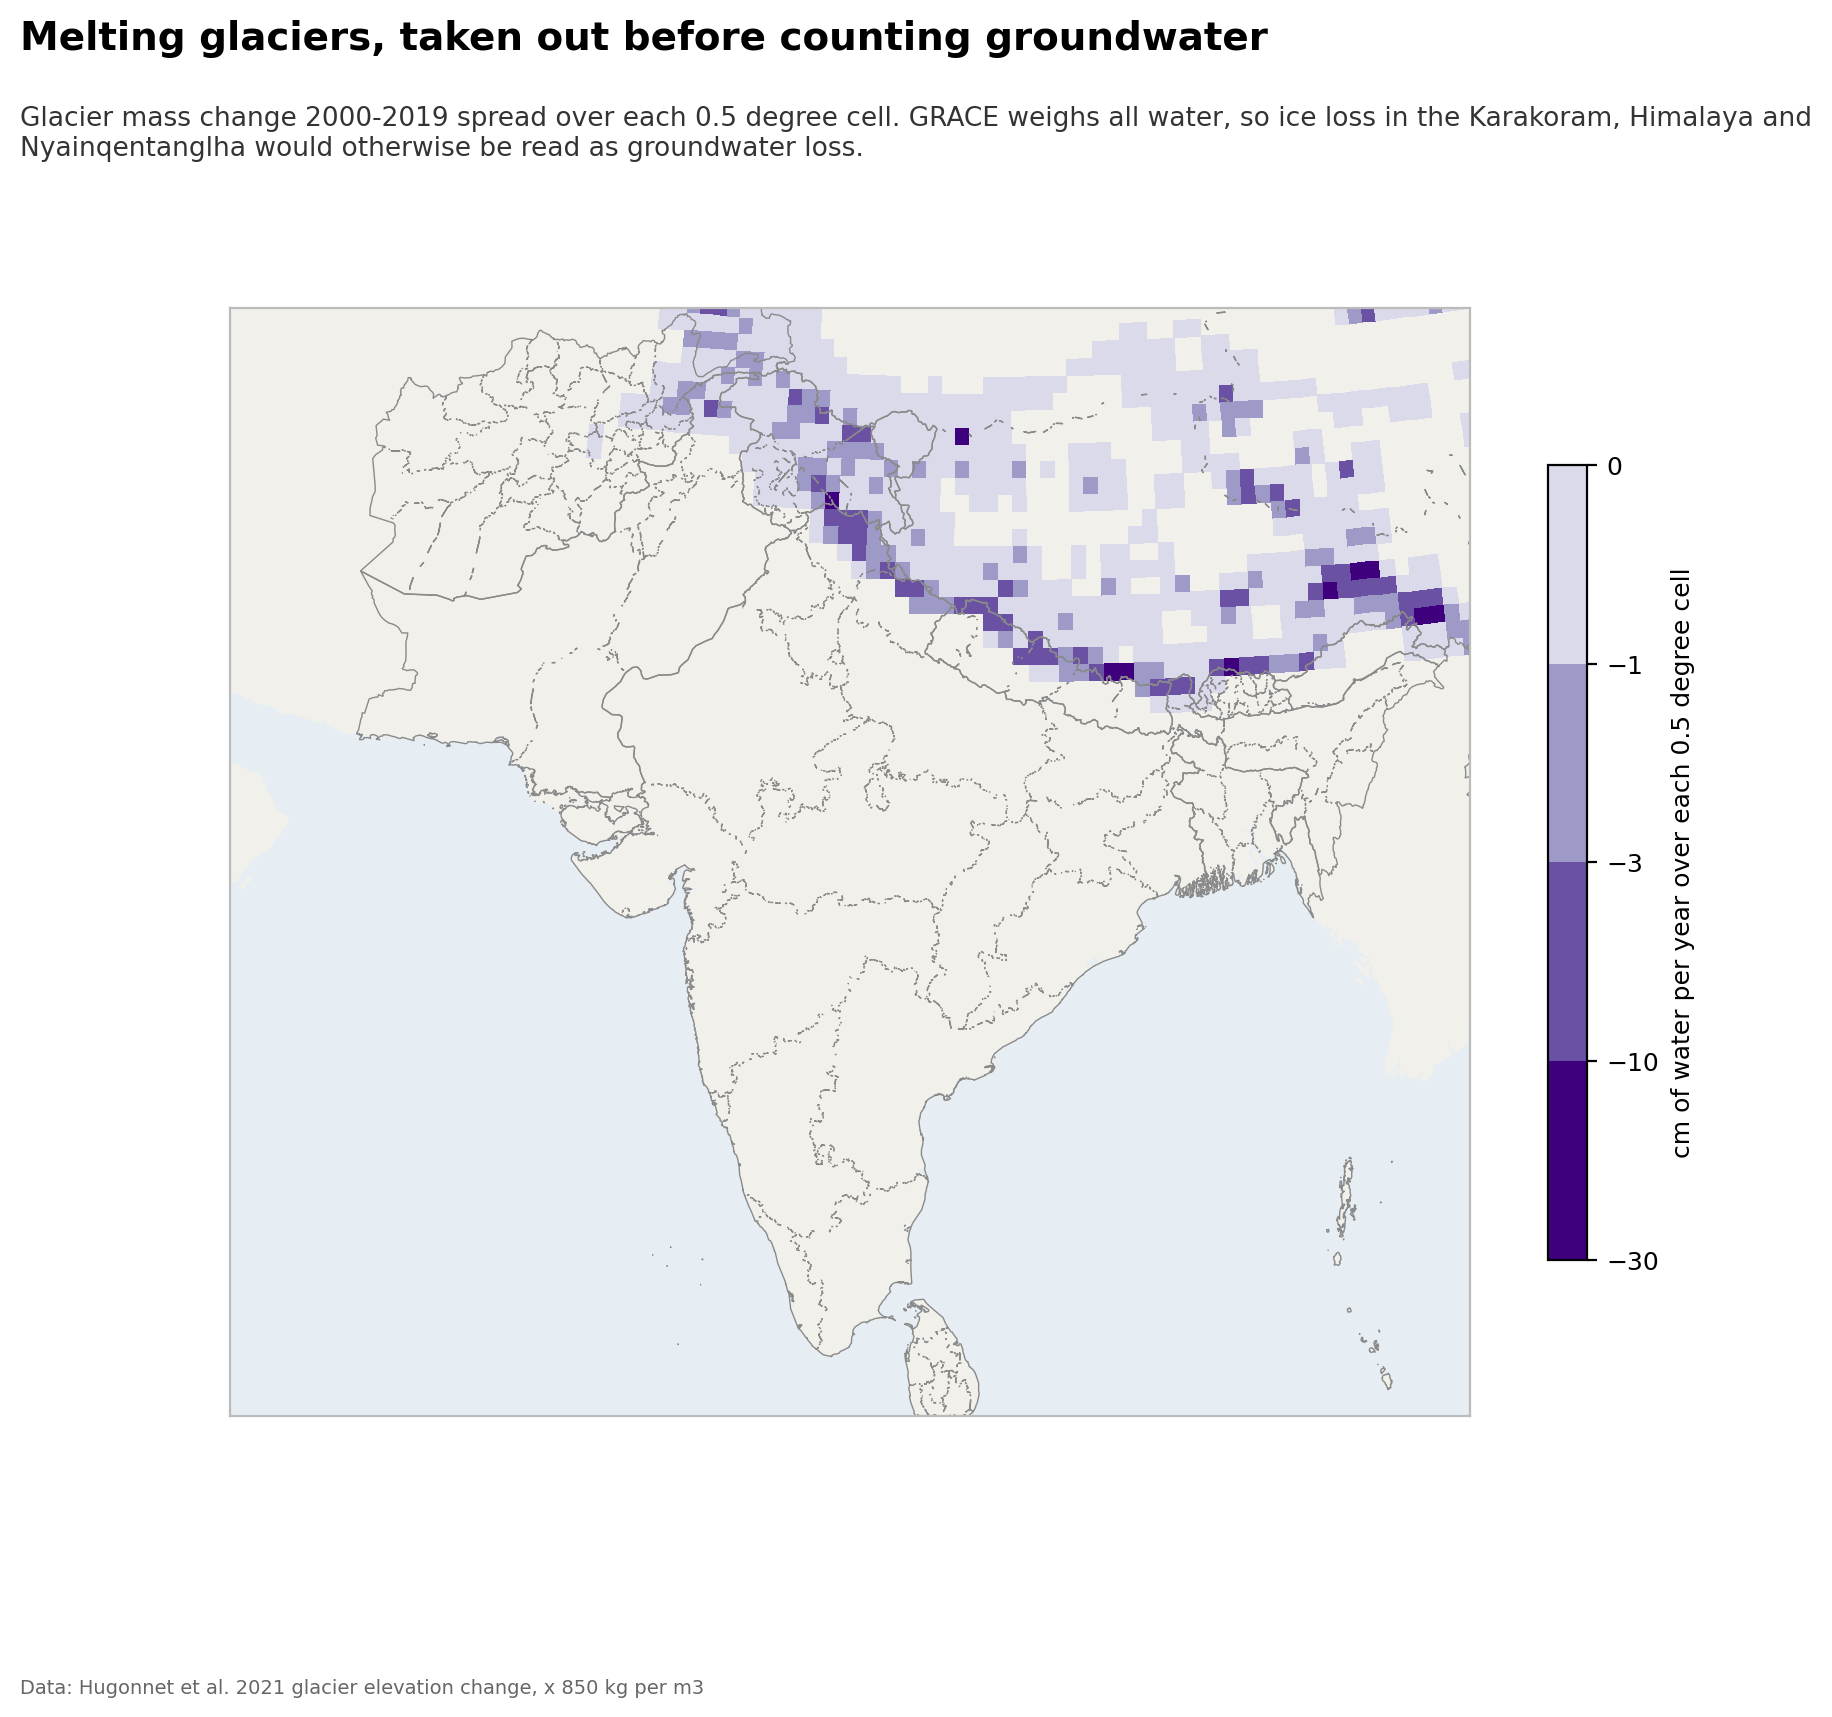 Melting glaciers, taken out before counting groundwater
Glacier mass change 2000-2019 spread over each 0.5 degree cell. GRACE weighs all water, so ice loss in the Karakoram, Himalaya and
Nyainqentanglha would otherwise be read as groundwater loss.
0
−1
−3
−10
−30
cm of water per year over each 0.5 degree cell
Data: Hugonnet et al. 2021 glacier elevation change, x 850 kg per m3